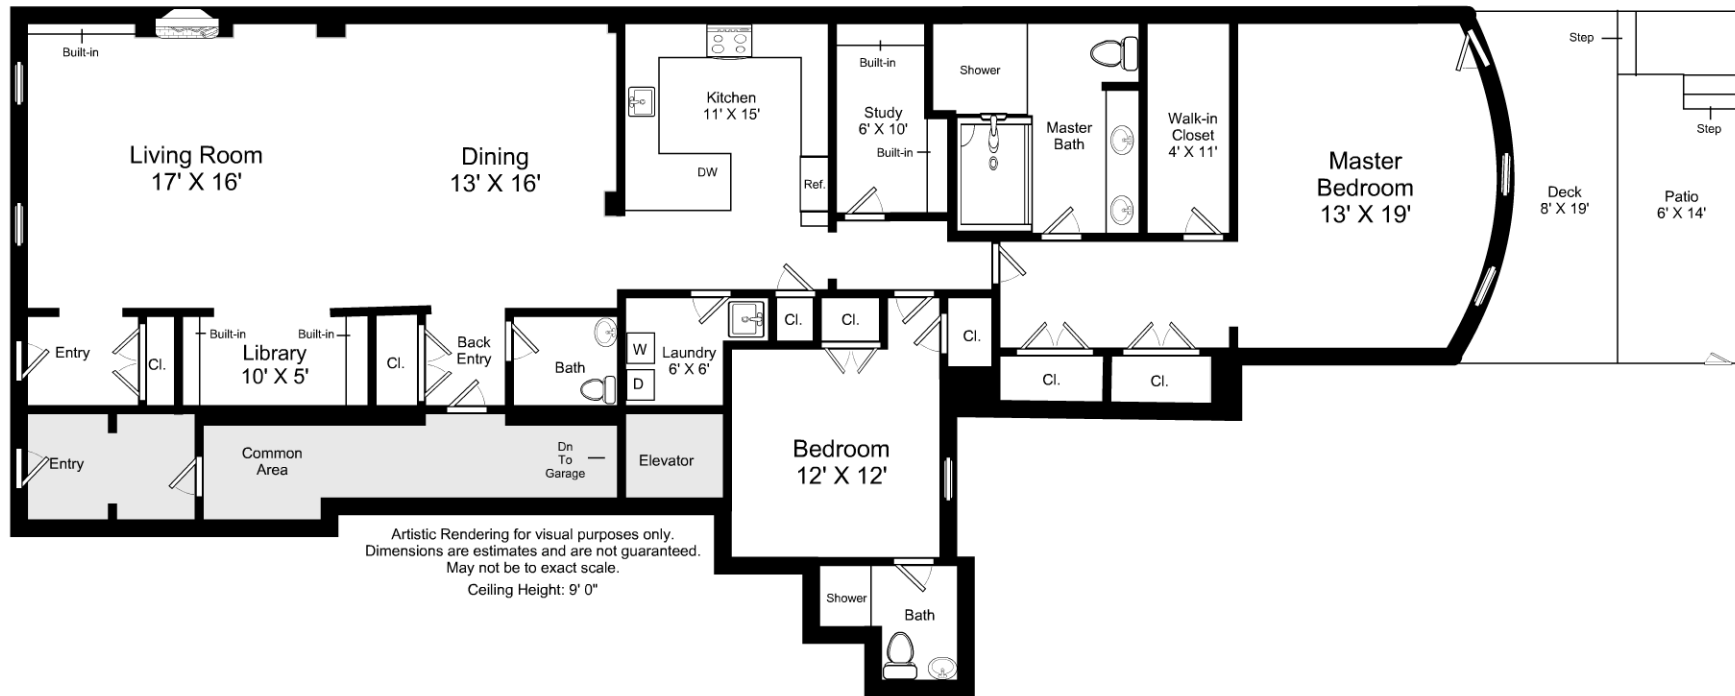 Built-in
Living Room
17' X 16'
Dining
13' X 16'
Kitchen
11' X 15'
DW
Ref.
Built-in
Study
6' X 10'
Built-in
Shower
Master
Bath
Walk-in
Closet
4' X 11'
Master
Bedroom
13' X 19'
Deck
8' X 19'
Step
Step
Patio
6' X 14'
Entry
Cl.
Built-in
Built-in
Library
10' X 5'
Cl.
Back
Entry
Bath
W
D
Laundry
6' X 6'
Cl.
Cl.
Cl.
Cl.
Cl.
Entry
Common
Area
Dn
To
Garage
Elevator
Bedroom
12' X 12'
Shower
Bath
Artistic Rendering for visual purposes only.
Dimensions are estimates and are not guaranteed.
May not be to exact scale.
Ceiling Height: 9' 0"